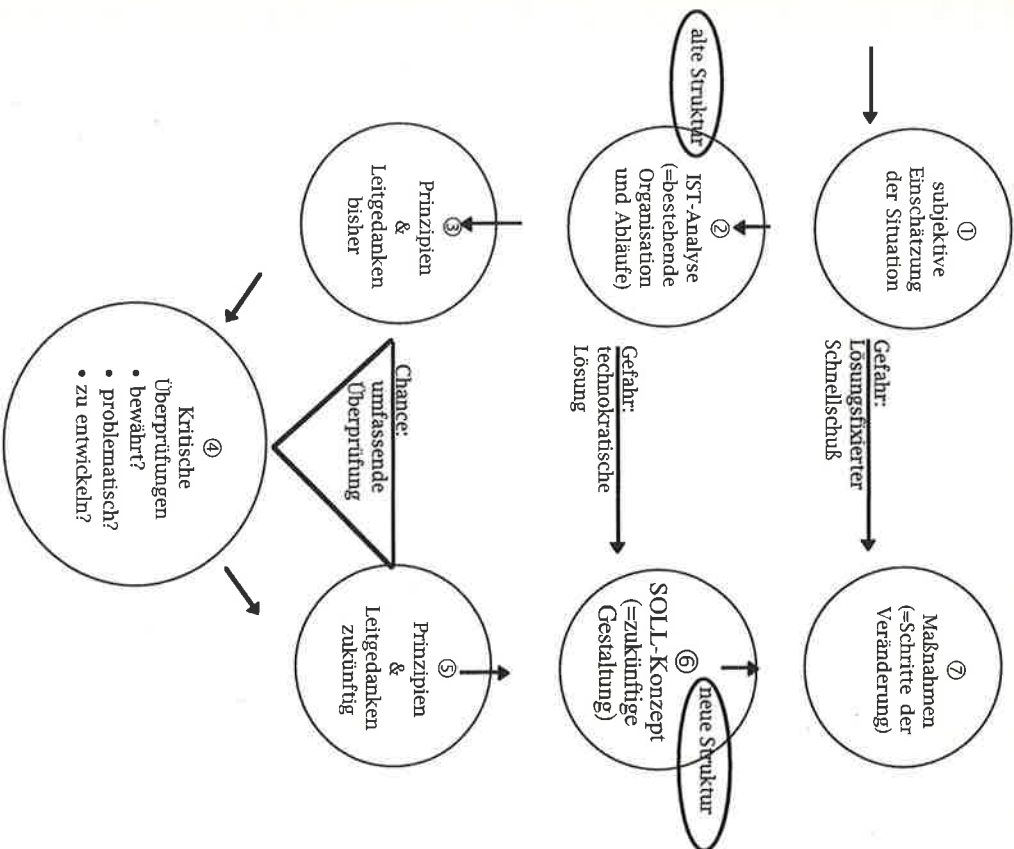 ①
subjektive
Einschätzung
der Situation
Gefahr:
Lösungsfixierter
Schnellschuß
⑦
Maßnahmen
(=Schritte der
Veränderung)
alte Struktur
②
IST-Analyse
(=bestehende
Organisation
und Abläufe)
Gefahr:
technokratische
Lösung
neue Struktur
⑥
SOLL-Konzept
(=zukünftige
Gestaltung)
③
Prinzipien
&
Leitgedanken
bisher
Chance:
umfassende
Überprüfung
⑤
Prinzipien
&
Leitgedanken
zukünftig
④
Kritische
Überprüfungen
• bewährt?
• problematisch?
• zu entwickeln?